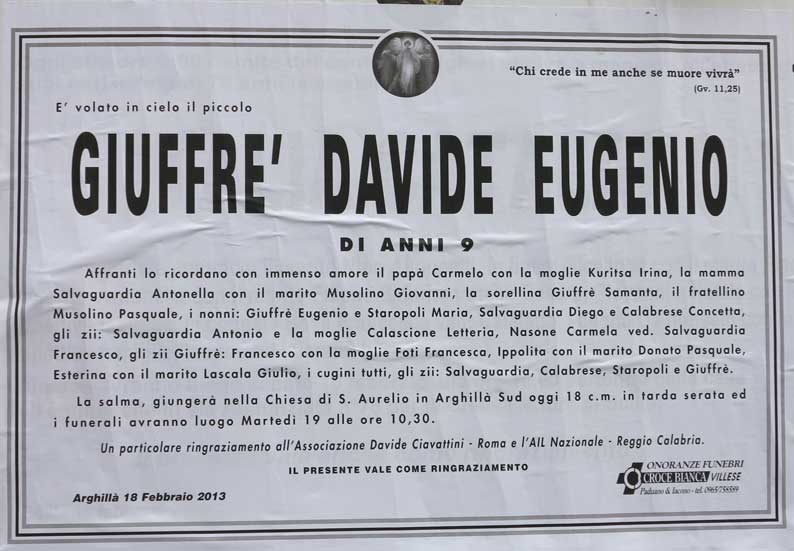 "Chi crede in me anche se muore vivrà"
(Gv. 11,25)
E' volato in cielo il piccolo
GIUFFRE' DAVIDE EUGENIO
DI ANNI 9
Affranti lo ricordano con immenso amore il papà Carmelo con la moglie Kuritsa Irina, la mamma
Salvaguardia Antonella con il marito Musolino Giovanni, la sorellina Giuffrè Samanta, il fratellino
Musolino Pasquale, i nonni: Giuffrè Eugenio e Staropoli Maria, Salvaguardia Diego e Calabrese Concetta,
gli zii: Salvaguardia Antonio e la moglie Calascione Letteria, Nasone Carmela ved. Salvaguardia
Francesco, gli zii Giuffrè: Francesco con la moglie Foti Francesca, Ippolita con il marito Donato Pasquale,
Esterina con il marito Lascala Giulio, i cugini tutti, gli zii: Salvaguardia, Calabrese, Staropoli e Giuffrè.
La salma, giungerà nella Chiesa di S. Aurelio in Arghillà Sud oggi 18 c.m. in tarda serata ed
i funerali avranno luogo Martedì 19 alle ore 10,30.
Un particolare ringraziamento all'Associazione Davide Ciavattini - Roma e l'AIL Nazionale - Reggio Calabria.
IL PRESENTE VALE COME RINGRAZIAMENTO
Arghillà 18 Febbraio 2013
ONORANZE FUNEBRI
CROCE BIANCA VILLESE
Paduano & Iacono - tel. 0965/758559